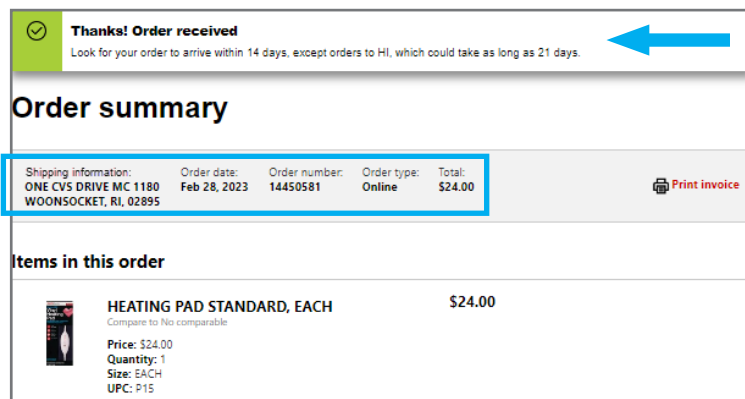 Thanks! Order received
Look for your order to arrive within 14 days, except orders to HI, which could take as long as 21 days.
Order summary
Shipping information:
ONE CVS DRIVE MC 1180
WOONSOCKET, RI, 02895
Order date:
Feb 28, 2023
Order number:
14450581
Order type:
Online
Total:
$24.00
Print invoice
Items in this order
HEATING PAD STANDARD, EACH
$24.00
Compare to No comparable
Price: $24.00
Quantity: 1
Size: EACH
UPC: P15